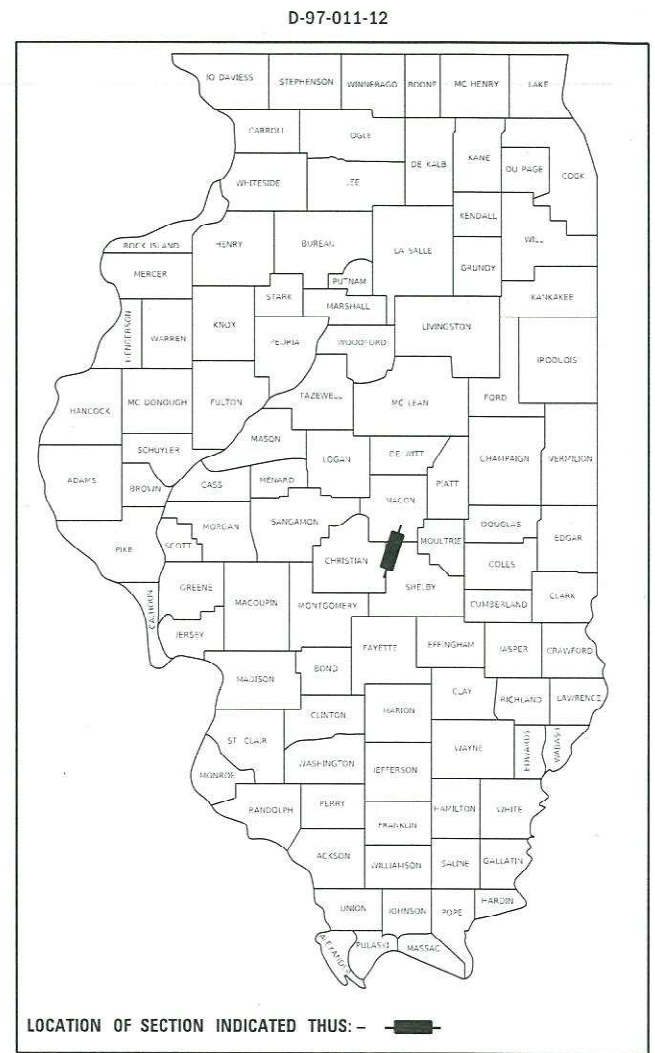 D-97-011-12
JO DAVIESS STEPHENSON WINNEBAGO BOONE MC HENRY LAKE
CARROLL OGLE
DE KALB KANE DU PAGE COOK
WHITESIDE LEE
KENDALL
ROCK ISLAND HENRY BUREAU LA SALLE WILL
MERCER PUTNAM GRUNDY
STARK MARSHALL KANKAKEE
HENDERSON WARREN KNOX PEORIA WOODFORD LIVINGSTON
IROQUOIS
HANCOCK MC DONOUGH FULTON TAZEWELL MC LEAN FORD
MASON
SCHUYLER LOGAN DE WITT CHAMPAIGN VERMILION
ADAMS BROWN CASS MENARD PIATT
MACON
MORGAN SANGAMON DOUGLAS
PIKE SCOTT MOULTRIE EDGAR
CHRISTIAN COLES
GREENE SHELBY
CALHOUN MACOUPIN MONTGOMERY CUMBERLAND CLARK
JERSEY
FAYETTE EFFINGHAM JASPER CRAWFORD
BOND
MADISON CLAY RICHLAND LAWRENCE
CLINTON MARION
ST CLAIR WAYNE EDWARDS WABASH
WASHINGTON JEFFERSON
MONROE
RANDOLPH PERRY HAMILTON WHITE
FRANKLIN
ACKSON WILLIAMSON SALINE GALLATIN
HARDIN
UNION JOHNSON POPE
ALEXANDER PULASKI MASSAC
LOCATION OF SECTION INDICATED THUS: –